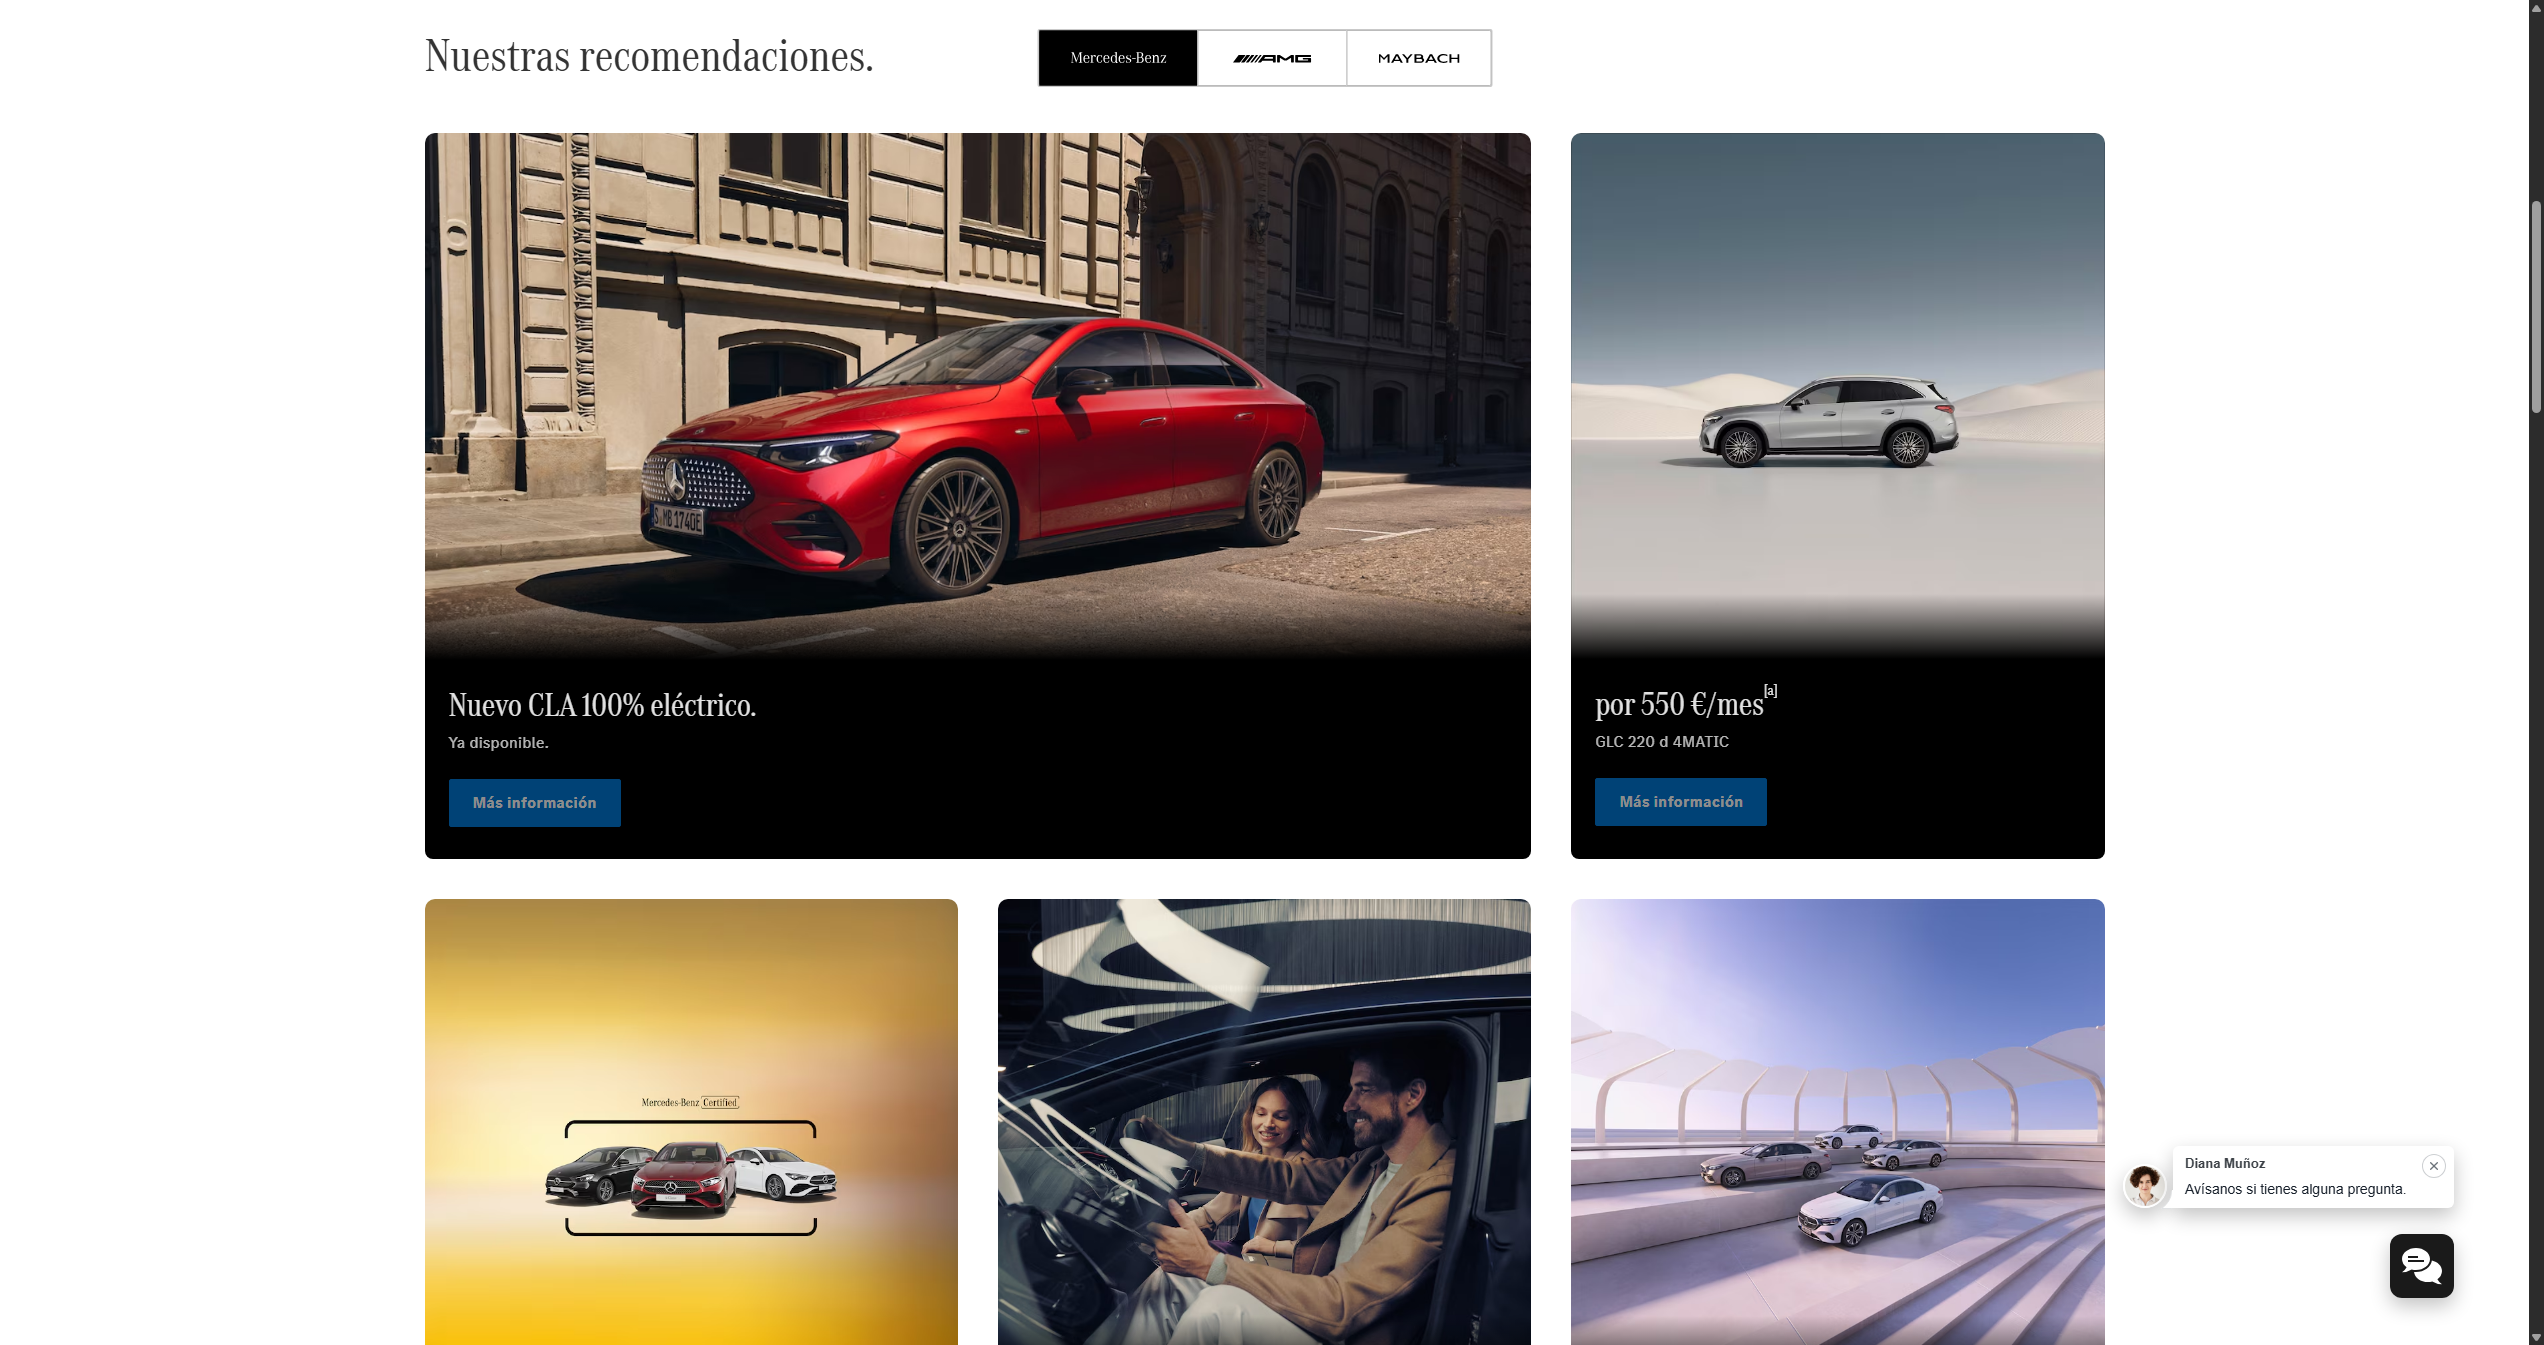 Nuestras recomendaciones.
Mercedes-Benz
AMG
MAYBACH
S MB 1740E
Nuevo CLA 100% eléctrico.
Ya disponible.
Más información
por 550 €/mes[a]
GLC 220 d 4MATIC
Más información
Mercedes-Benz Certified
Diana Muñoz
Avísanos si tienes alguna pregunta.